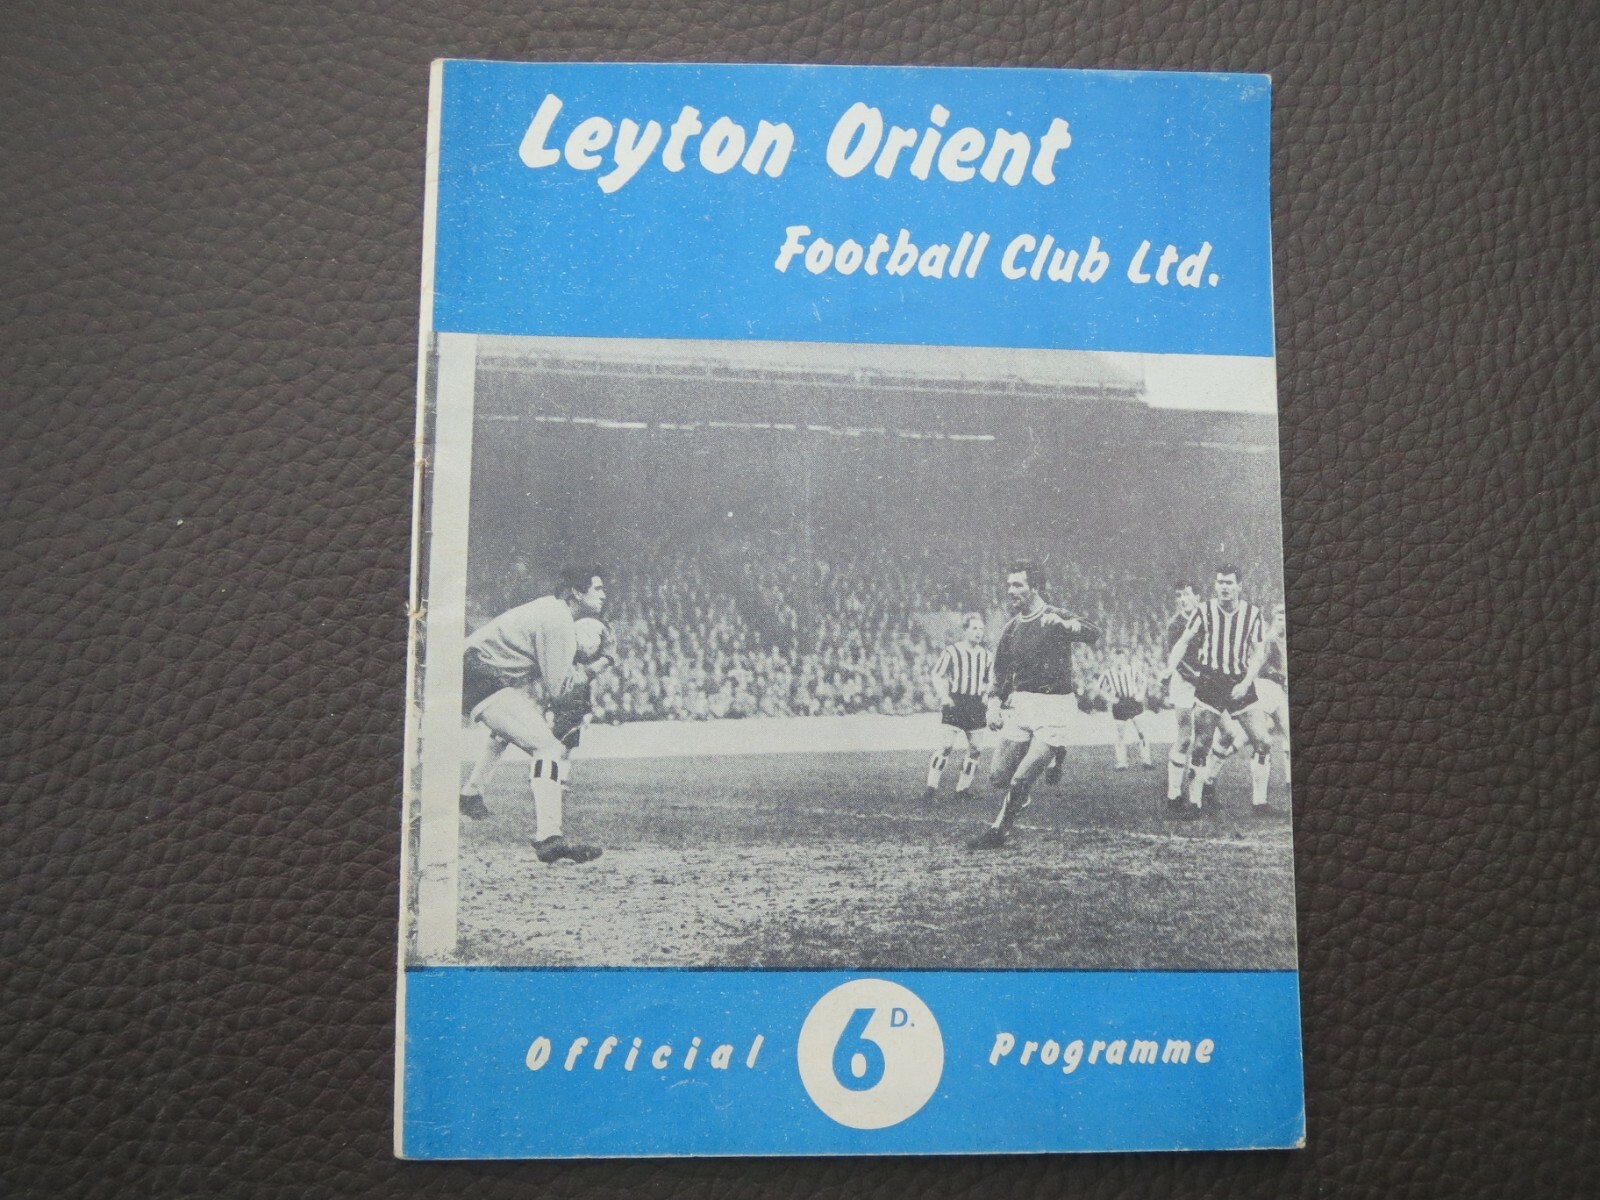 Leyton Orient
Football Club Ltd.
Official 6D. Programme